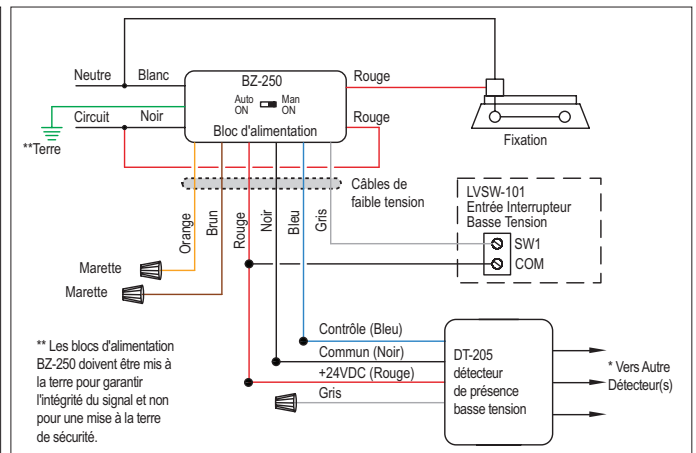 Neutre
Blanc
BZ-250
Auto
ON
Man
ON
Bloc d'alimentation
Rouge
Circuit
Noir
Rouge
**Terre
Fixation
Câbles de
faible tension
Orange
Brun
Rouge
Noir
Bleu
Gris
LVSW-101
Entrée Interrupteur
Basse Tension
SW1
COM
Marette
Marette
** Les blocs d'alimentation
BZ-250 doivent être mis à
la terre pour garantir
l'intégrité du signal et non
pour une mise à la terre
de sécurité.
Contrôle (Bleu)
Commun (Noir)
+24VDC (Rouge)
Gris
DT-205
détecteur
de présence
basse tension
* Vers Autre
Détecteur(s)